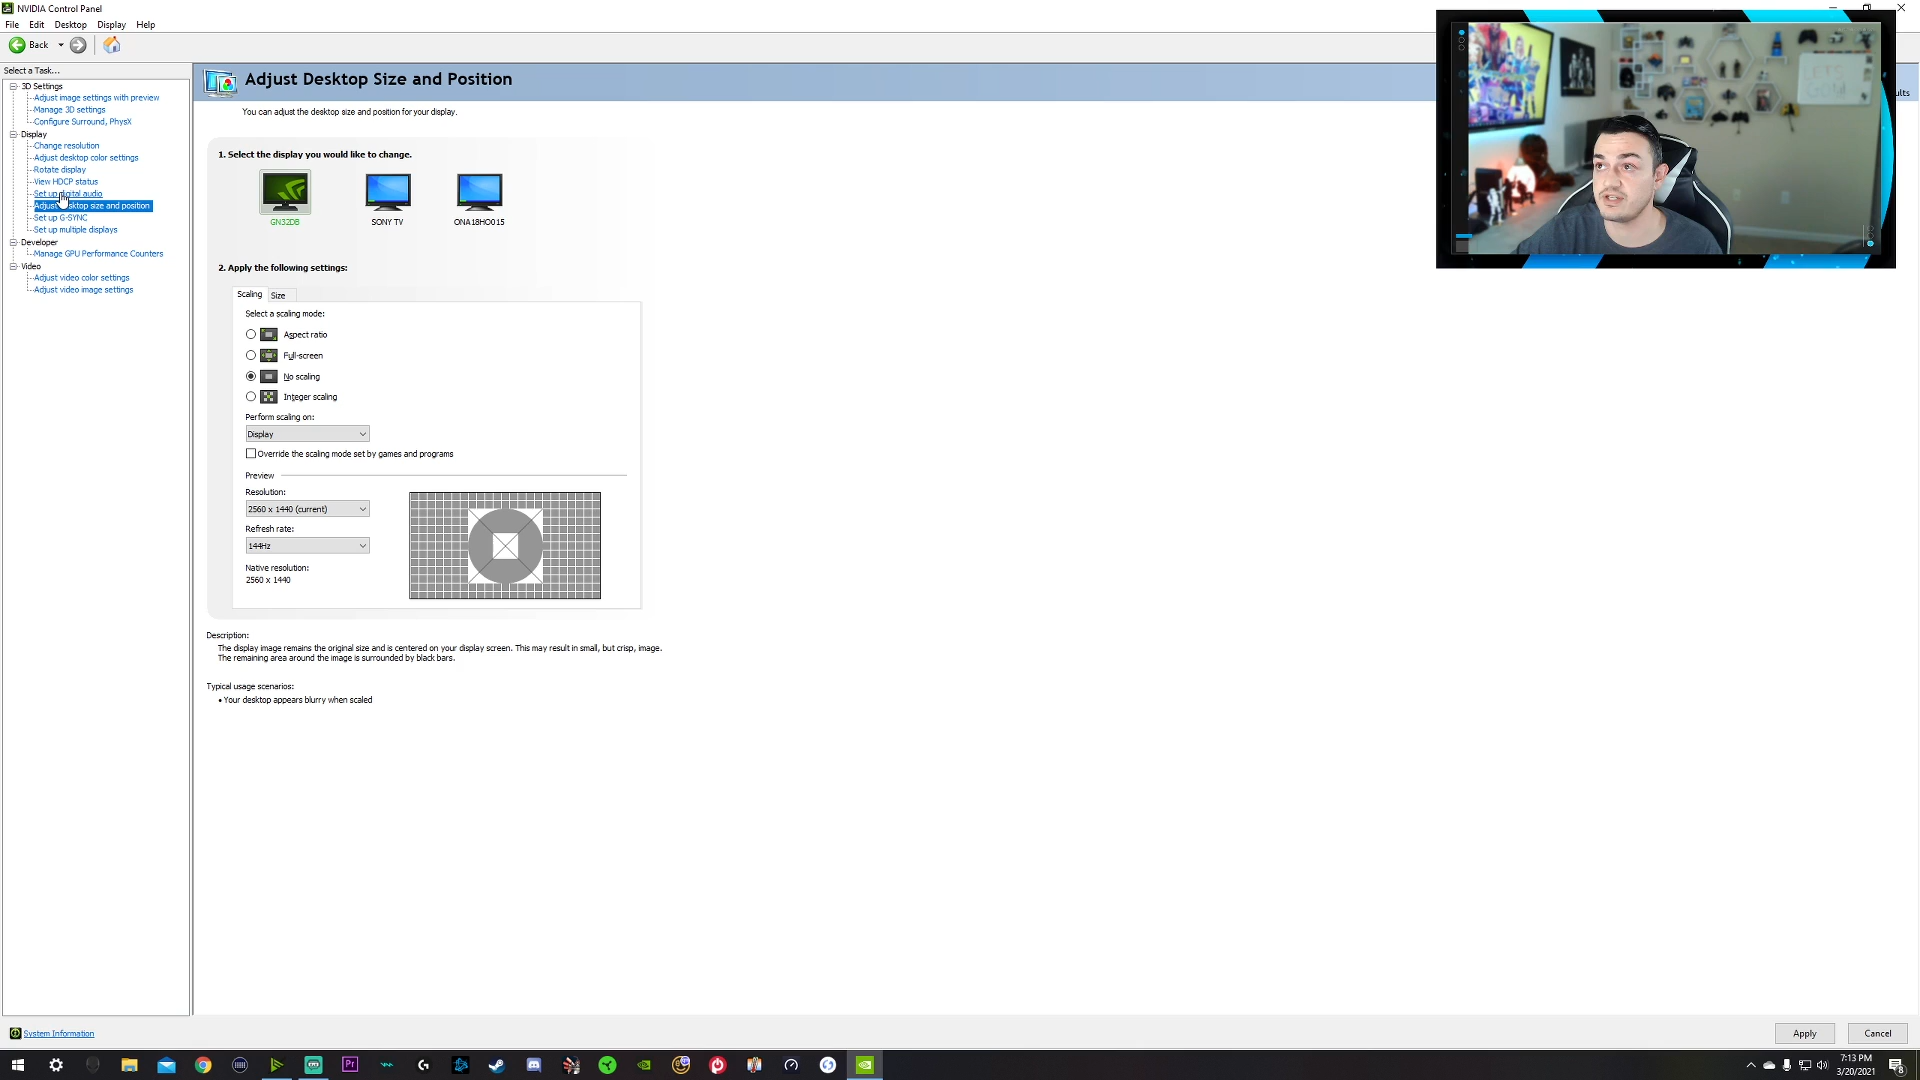 NVIDIA Control Panel
File Edit Desktop Display Help
Back
Select a Task...
3D Settings
Adjust image settings with preview
Manage 3D settings
Configure Surround, PhysX
Display
Change resolution
Adjust desktop color settings
Rotate display
View HDCP status
Set up digital audio
Adjust desktop size and position
Set up G-SYNC
Set up multiple displays
Developer
Manage GPU Performance Counters
Video
Adjust video color settings
Adjust video image settings
System Information
Adjust Desktop Size and Position
You can adjust the desktop size and position for your display.
1. Select the display you would like to change.
GN32DB SONY TV ONA18HO015
2. Apply the following settings:
Scaling Size
Select a scaling mode:
Aspect ratio
Full-screen
No scaling
Integer scaling
Perform scaling on:
Display
Override the scaling mode set by games and programs
Preview
Resolution:
2560 x 1440 (current)
Refresh rate:
144Hz
Native resolution:
2560 x 1440
Description:
The display image remains the original size and is centered on your display screen. This may result in small, but crisp, image.
The remaining area around the image is surrounded by black bars.
Typical usage scenarios:
• Your desktop appears blurry when scaled
LETS GOLD
Apply Cancel
Pr
7:13 PM
3/20/2021
8